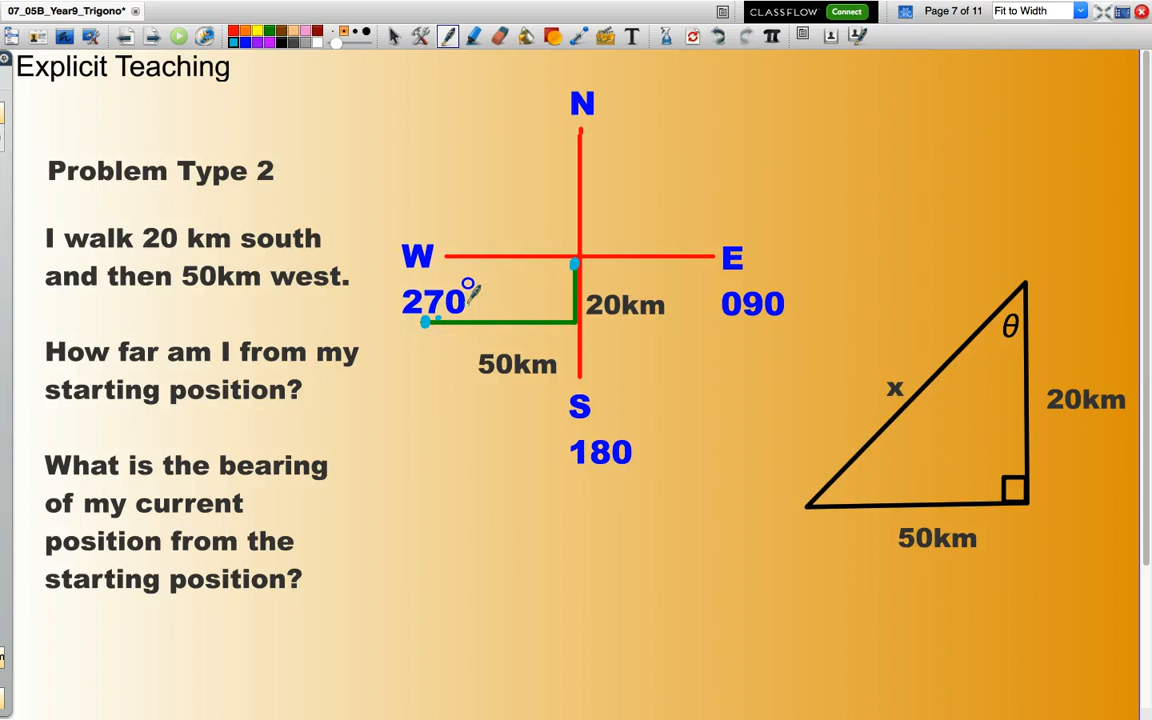 07_05B_Year9_Trigono*
CLASSFLOW Connect
Page 7 of 11
Fit to Width
T
π
Explicit Teaching
N
Problem Type 2
I walk 20 km south
and then 50km west.
W
E
270°
20km
090
How far am I from my
starting position?
50km
S
180
What is the bearing
of my current
position from the
starting position?
θ
x
20km
50km